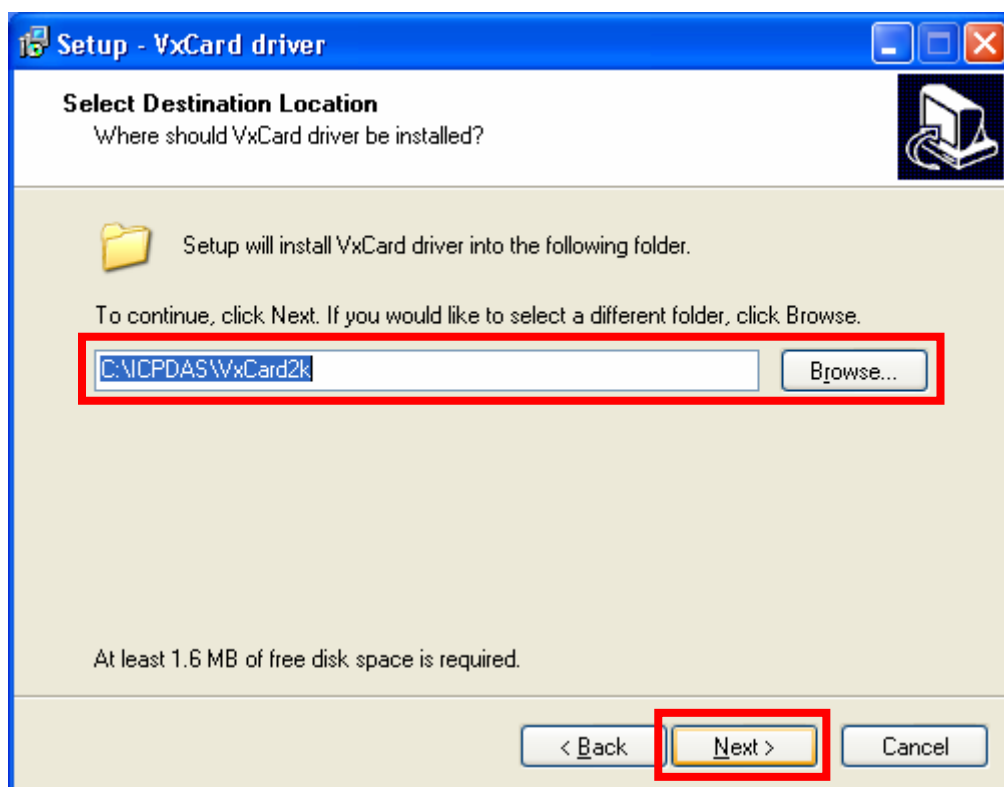 Setup - VxCard driver
Select Destination Location
Where should VxCard driver be installed?
Setup will install VxCard driver into the following folder.
To continue, click Next. If you would like to select a different folder, click Browse.
C:\ICPDAS\VxCard2k
Browse...
At least 1.6 MB of free disk space is required.
< Back
Next >
Cancel